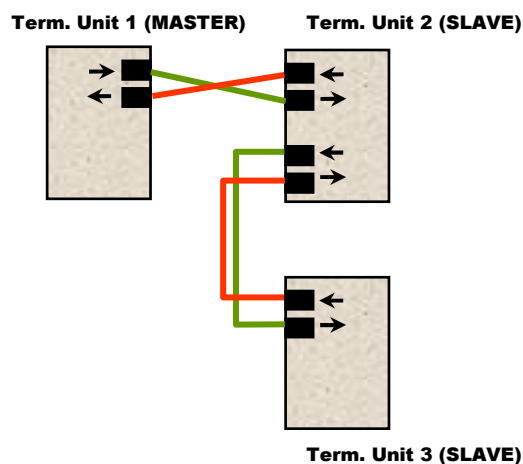 Term. Unit 1 (MASTER)
Term. Unit 2 (SLAVE)
Term. Unit 3 (SLAVE)